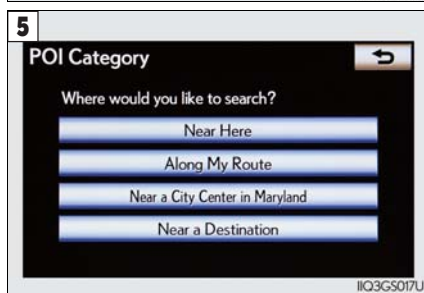 5
POI Category
Where would you like to search?
Near Here
Along My Route
Near a City Center in Maryland
Near a Destination
IIQ3GS017U